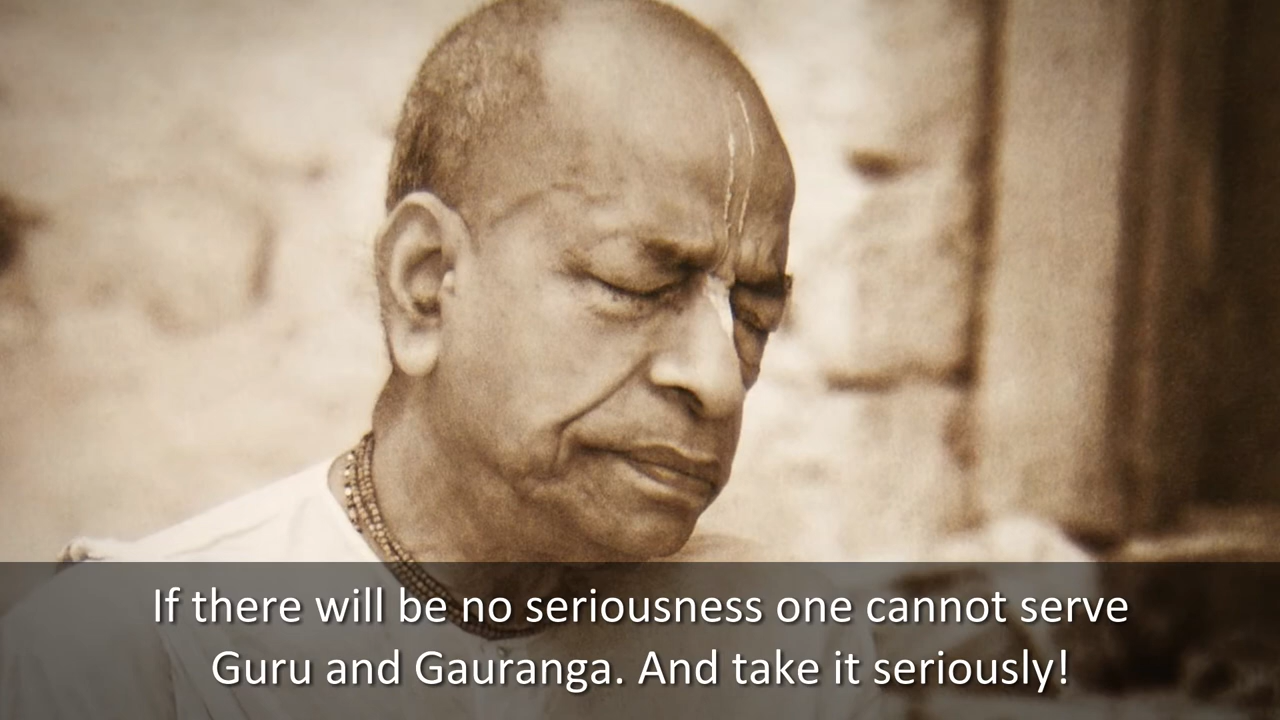 If there will be no seriousness one cannot serve
Guru and Gauranga. And take it seriously!